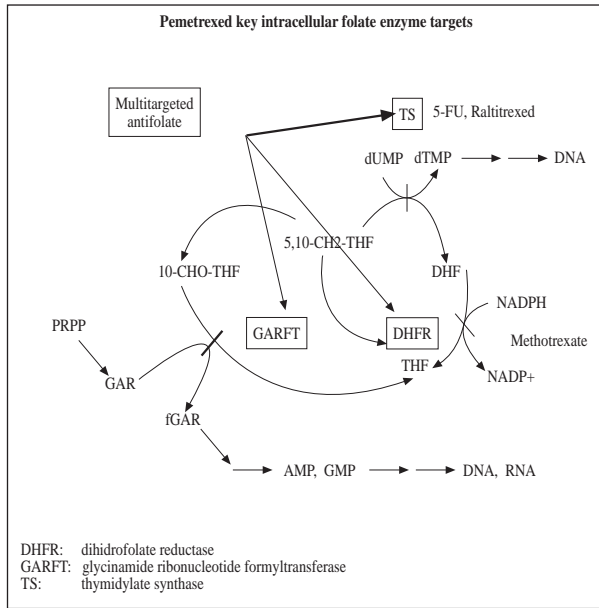 Pemetrexed key intracellular folate enzyme targets
Multitargeted
antifolate
TS
5-FU, Raltitrexed
dUMP
dTMP
DNA
5,10-CH2-THF
10-CHO-THF
DHF
NADPH
PRPP
GARFT
DHFR
Methotrexate
THF
NADP+
GAR
fGAR
AMP, GMP
DNA, RNA
DHFR: dihidrofolate reductase
GARFT: glycinamide ribonucleotide formyltransferase
TS: thymidylate synthase